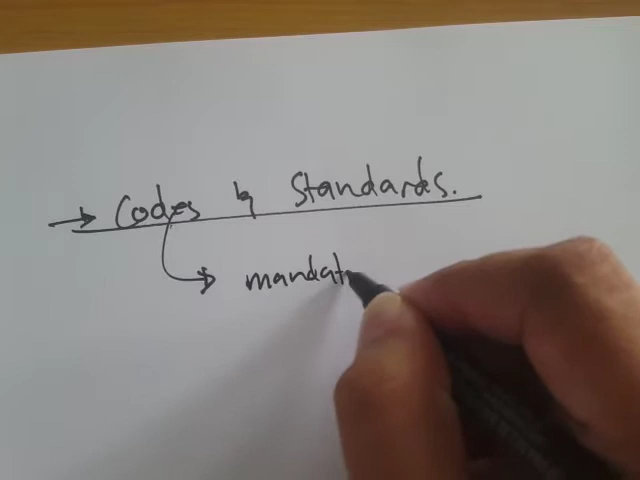 → Codes & Standards.
→ mandat